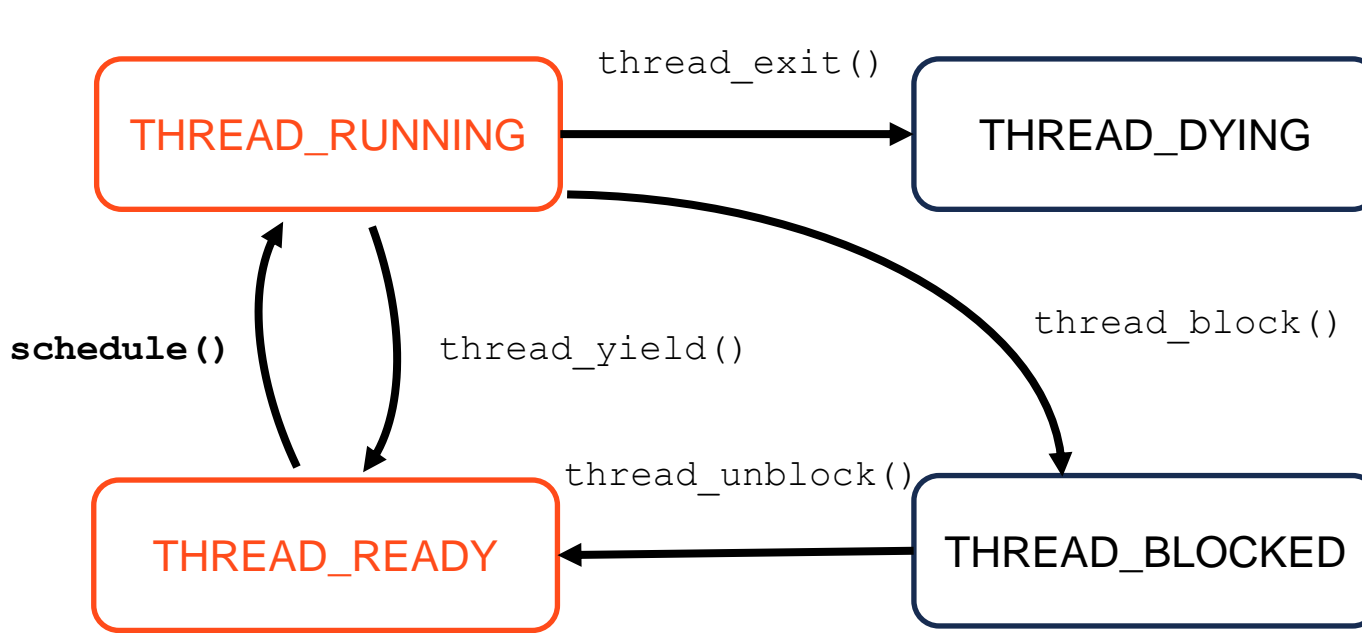 thread_exit()
THREAD_RUNNING
THREAD_DYING
schedule()
thread_yield()
thread_block()
thread_unblock()
THREAD_READY
THREAD_BLOCKED